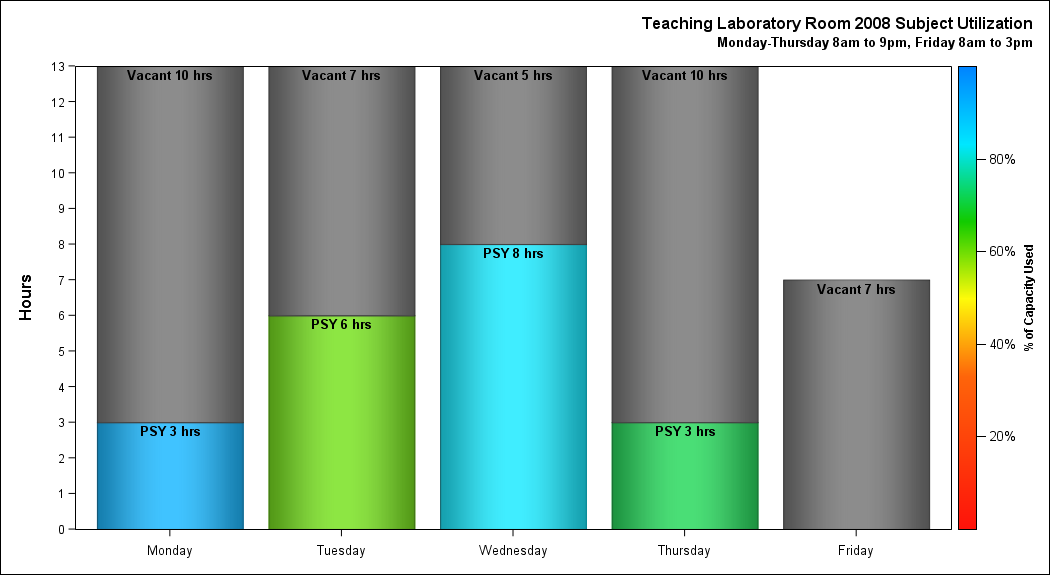 Teaching Laboratory Room 2008 Subject Utilization
Monday-Thursday 8am to 9pm, Friday 8am to 3pm
Hours
13
12
11
10
9
8
7
6
5
4
3
2
1
0
Vacant 10 hrs
PSY 3 hrs
Vacant 7 hrs
PSY 6 hrs
Vacant 5 hrs
PSY 8 hrs
Vacant 10 hrs
PSY 3 hrs
Vacant 7 hrs
Monday
Tuesday
Wednesday
Thursday
Friday
80%
60%
40%
20%
% of Capacity Used